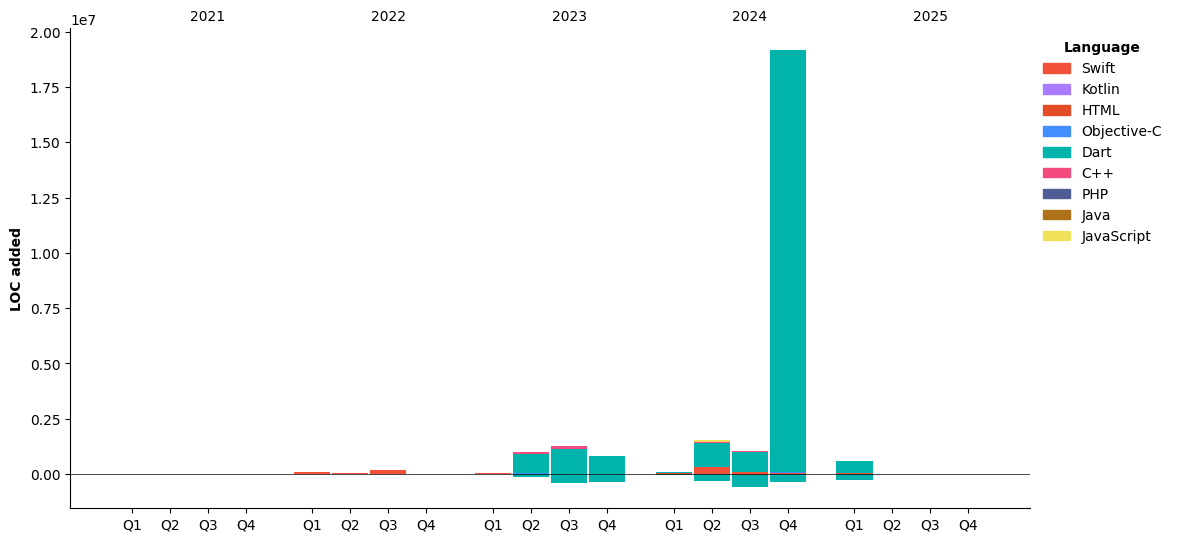 1e7
2021 2022 2023 2024 2025
2.00
1.75
1.50
1.25
1.00
0.75
0.50
0.25
0.00
LOC added
Q1 Q2 Q3 Q4 Q1 Q2 Q3 Q4 Q1 Q2 Q3 Q4 Q1 Q2 Q3 Q4 Q1 Q2 Q3 Q4
Language
Swift
Kotlin
HTML
Objective-C
Dart
C++
PHP
Java
JavaScript